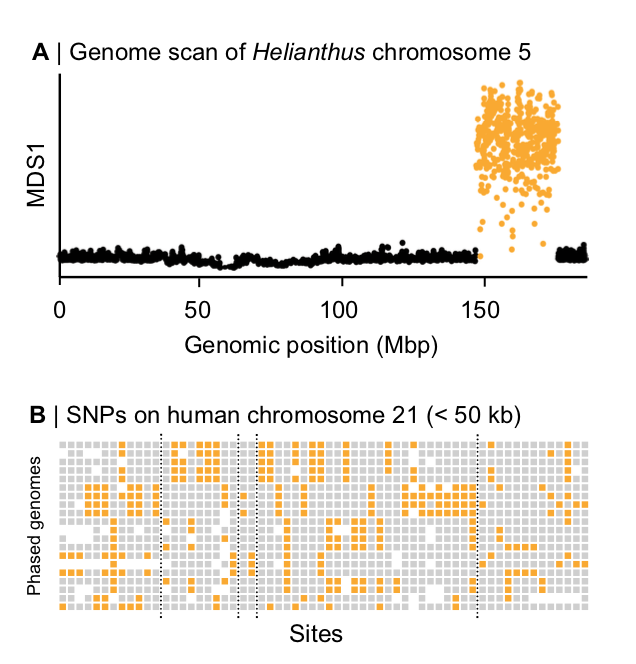 A | Genome scan of Helianthus chromosome 5
MDS1
0 50 100 150
Genomic position (Mbp)
B | SNPs on human chromosome 21 (< 50 kb)
Phased genomes
Sites